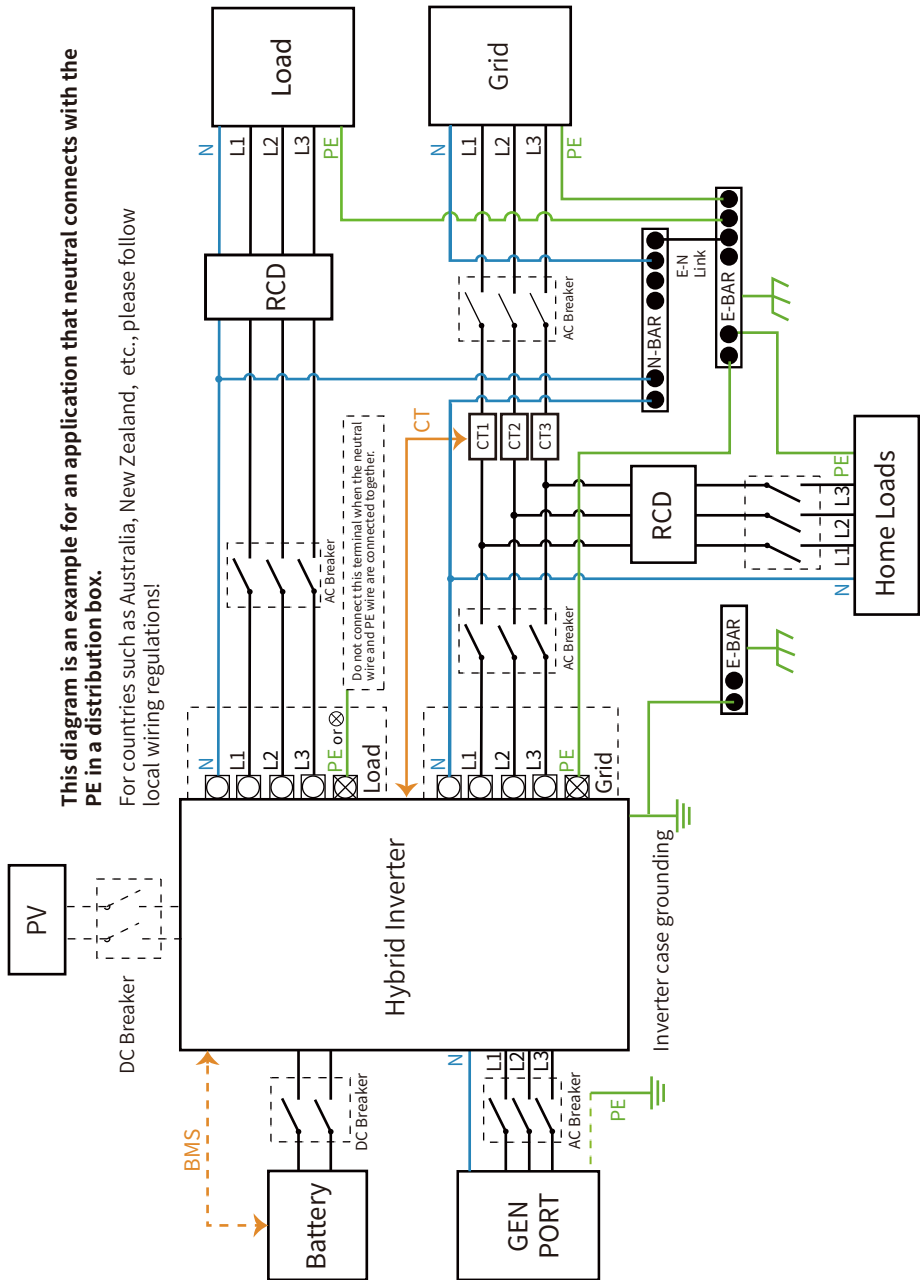 This diagram is an example for an application that neutral connects with the
PE in a distribution box.
For countries such as Australia, New Zealand, etc., please follow
local wiring regulations!
PV
DC Breaker
BMS
Battery
DC Breaker
GEN
PORT
N
L1
L2
L3
AC Breaker
PE
Hybrid Inverter
Inverter case grounding
N
L1
L2
L3
PE or
Load
Do not connect this terminal when the neutral
wire and PE wire are connected together.
AC Breaker
RCD
N
L1
L2
L3
PE
Load
CT
N
L1
L2
L3
PE
Grid
AC Breaker
CT1
CT2
CT3
AC Breaker
N
L1
L2
L3
PE
Grid
N-BAR
E-N
Link
E-BAR
E-BAR
RCD
N
L1
L2
L3
PE
Home Loads